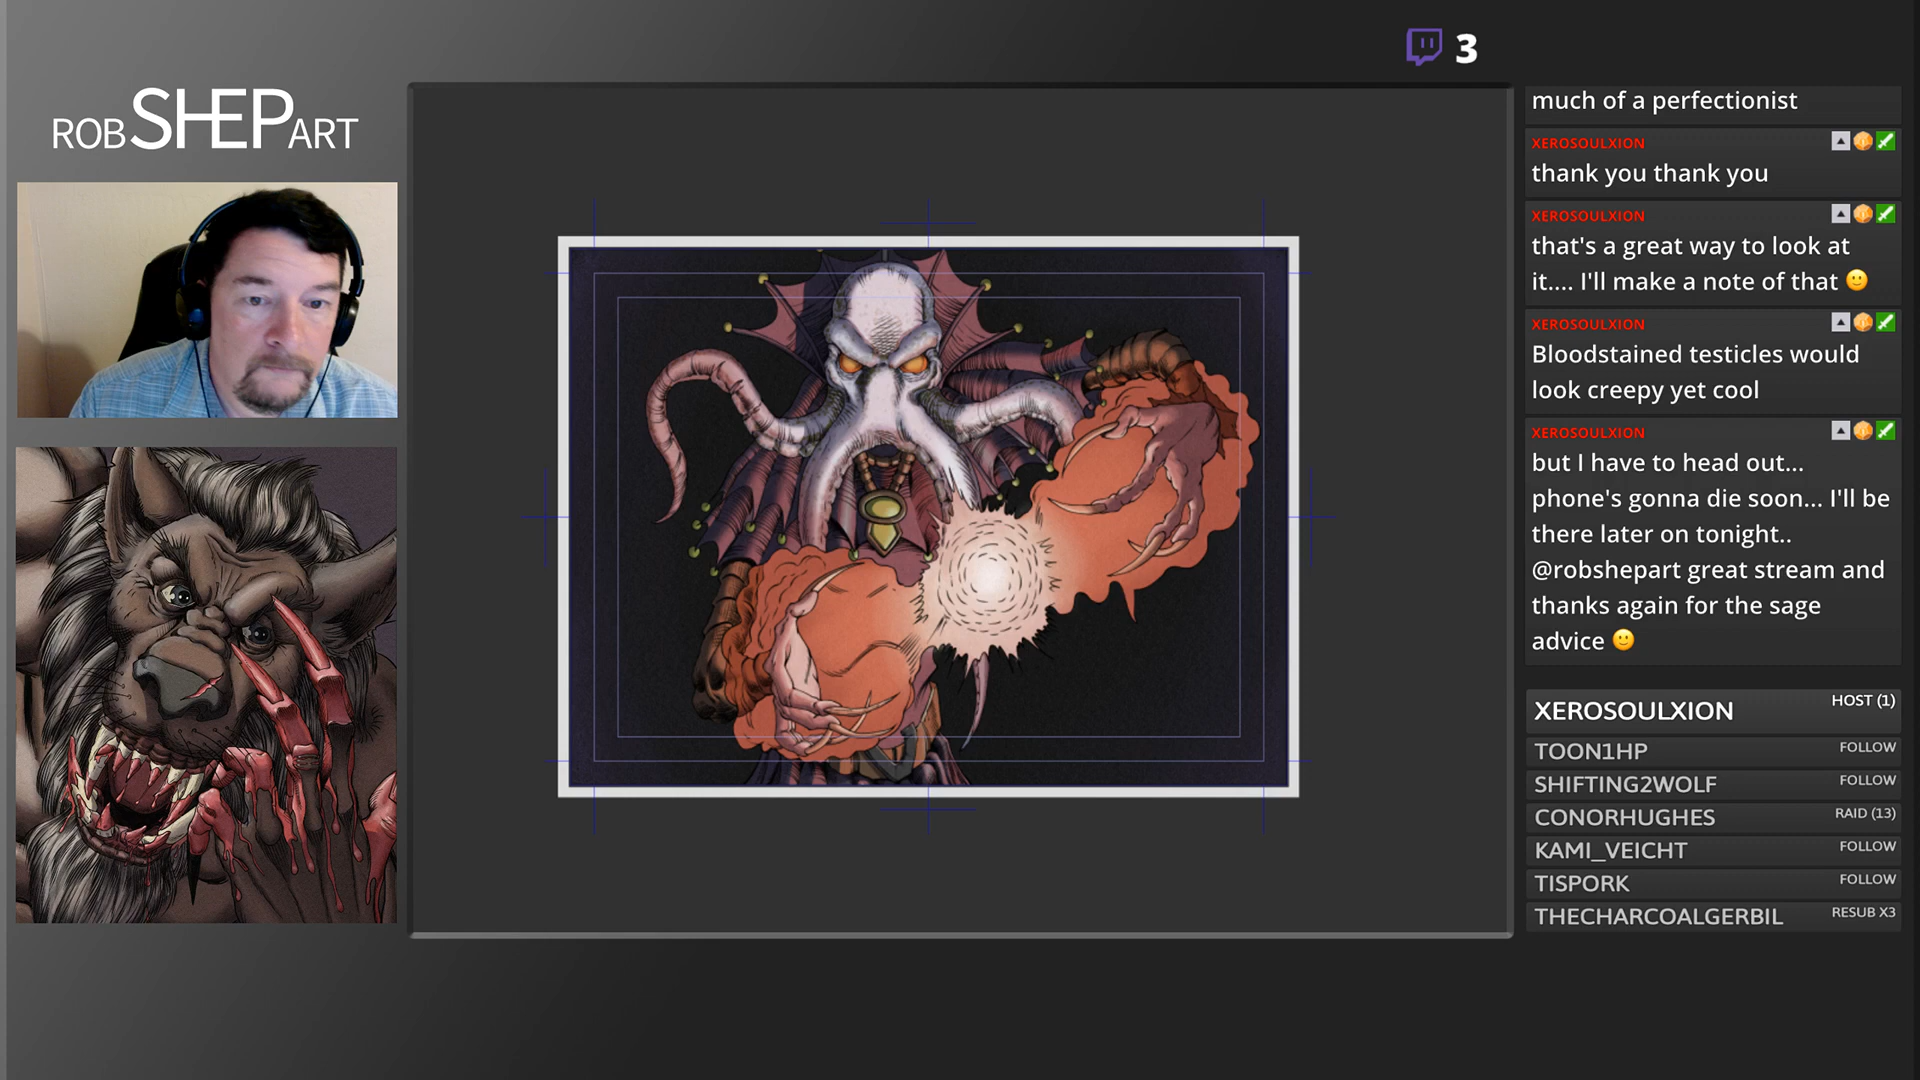 3
ROBSHEPART
much of a perfectionist
XEROSOULXION
thank you thank you
XEROSOULXION
that's a great way to look at
it.... I'll make a note of that 🙂
XEROSOULXION
Bloodstained testicles would
look creepy yet cool
XEROSOULXION
but I have to head out...
phone's gonna die soon... I'll be
there later on tonight..
@robshepart great stream and
thanks again for the sage
advice 🙂
XEROSOULXION HOST (1)
TOON1HP FOLLOW
SHIFTING2WOLF FOLLOW
CONORHUGHES RAID (13)
KAMI_VEICHT FOLLOW
TISPORK FOLLOW
THECHARCOALGERBIL RESUB X3